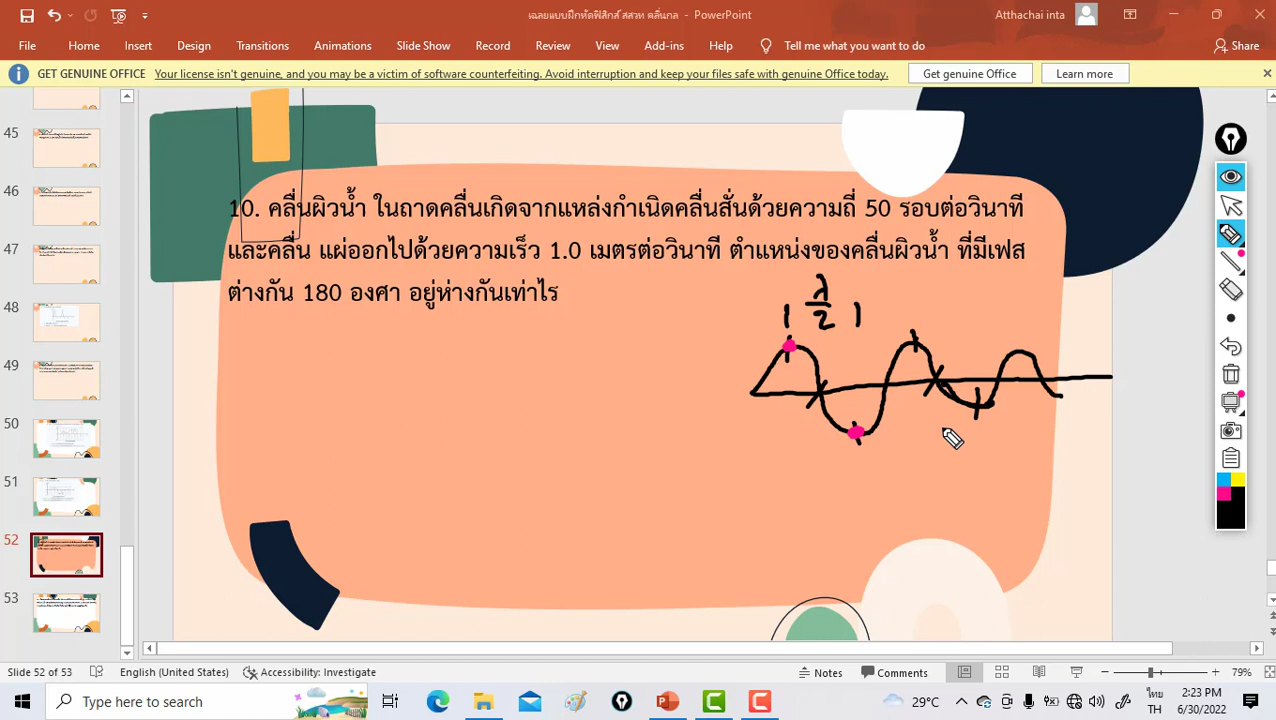 เฉลยแบบฝึกหัดฟิสิกส์ สสวท คลื่นกล - PowerPoint
Atthachai inta
File Home Insert Design Transitions Animations Slide Show Record Review View Add-ins Help Tell me what you want to do Share
GET GENUINE OFFICE Your license isn't genuine, and you may be a victim of software counterfeiting. Avoid interruption and keep your files safe with genuine Office today. Get genuine Office Learn more
45
46
47
48
49
50
51
52
53
10. คลื่นผิวน้ำ ในถาดคลื่นเกิดจากแหล่งกำเนิดคลื่นสั่นด้วยความถี่ 50 รอบต่อวินาที
และคลื่น แผ่ออกไปด้วยความเร็ว 1.0 เมตรต่อวินาที ตำแหน่งของคลื่นผิวน้ำ ที่มีเฟส
ต่างกัน 180 องศา อยู่ห่างกันเท่าไร
λ
2
Slide 52 of 53 English (United States) Accessibility: Investigate Notes Comments 79%
Type here to search 29°C ไทย 2:23 PM
TH 6/30/2022